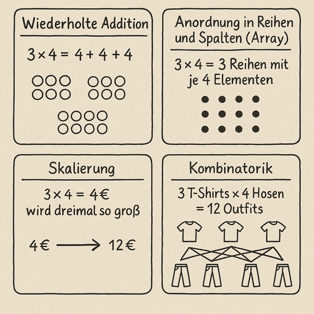 Wiederholte Addition
3 × 4 = 4 + 4 + 4
Anordnung in Reihen
und Spalten (Array)
3 × 4 = 3 Reihen mit
je 4 Elementen
Skalierung
3 × 4 = 4 €
wird dreimal so groß
4 € → 12 €
Kombinatorik
3 T-Shirts × 4 Hosen
= 12 Outfits